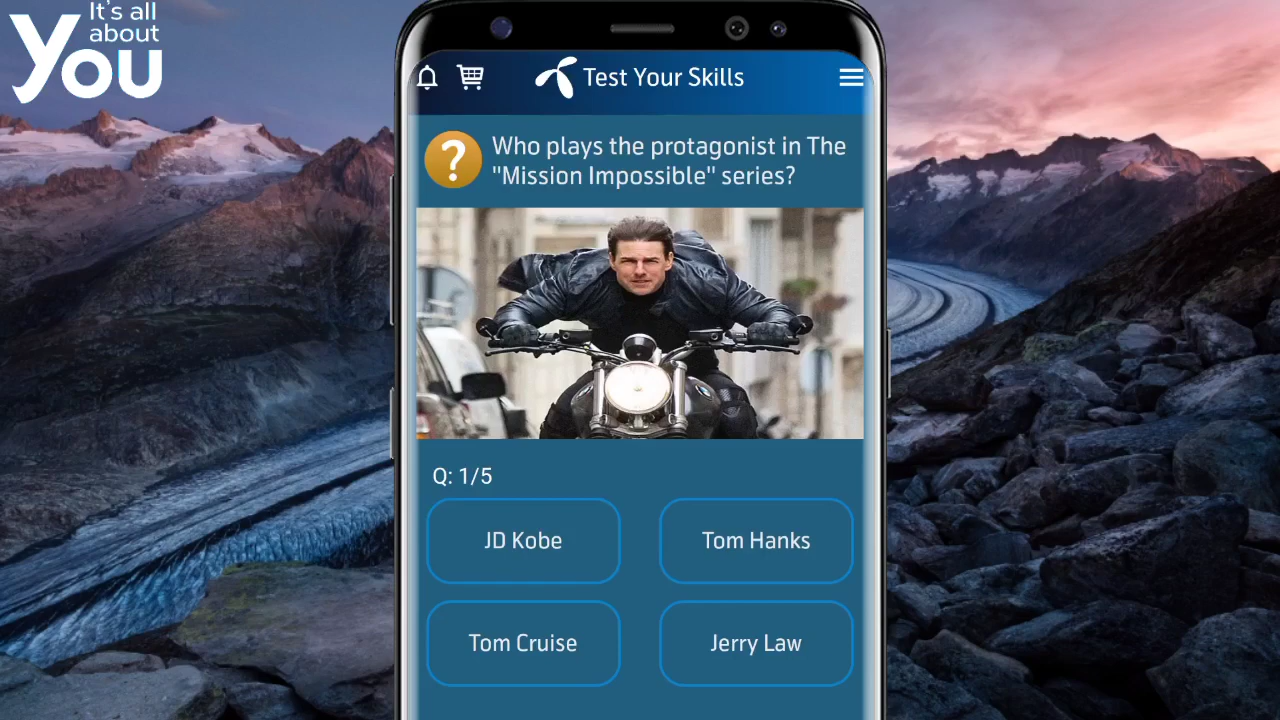 It's all
about
You
Test Your Skills
Who plays the protagonist in The
"Mission Impossible" series?
Q: 1/5
JD Kobe
Tom Hanks
Tom Cruise
Jerry Law